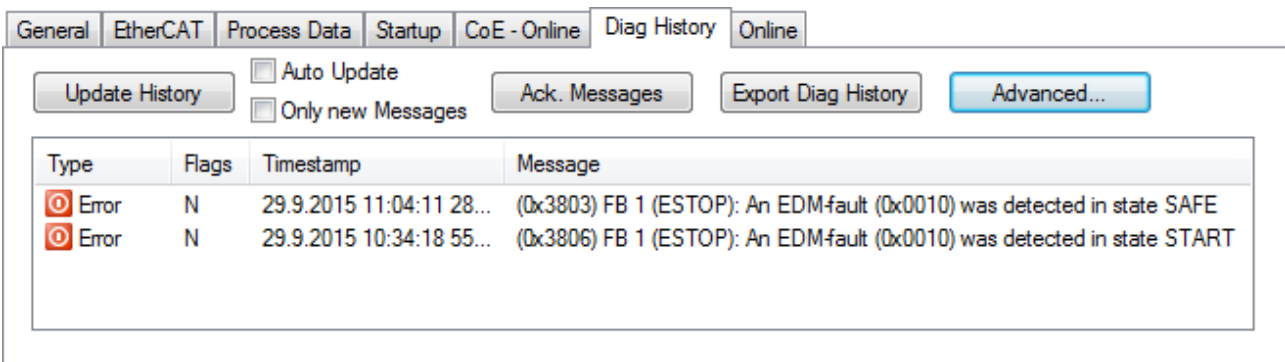 General EtherCAT Process Data Startup CoE - Online Diag History Online
Update History Auto Update Only new Messages Ack. Messages Export Diag History Advanced...
Type Flags Timestamp Message
Error N 29.9.2015 11:04:11 28... (0x3803) FB 1 (ESTOP): An EDM-fault (0x0010) was detected in state SAFE
Error N 29.9.2015 10:34:18 55... (0x3806) FB 1 (ESTOP): An EDM-fault (0x0010) was detected in state START